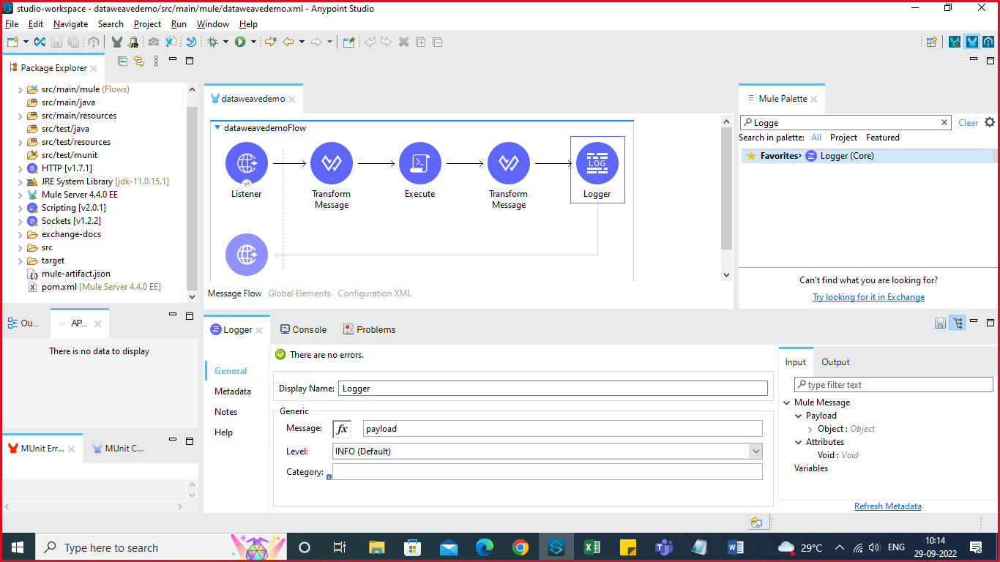 studio-workspace - dataweavedemo/src/main/mule/dataweavedemo.xml - Anypoint Studio
File Edit Navigate Search Project Run Window Help
Package Explorer
src/main/mule (Flows)
src/main/java
src/main/resources
src/test/java
src/test/resources
src/test/munit
HTTP [v1.7.1]
JRE System Library [jdk-11.0.15.1]
Mule Server 4.4.0 EE
Scripting [v2.0.1]
Sockets [v1.2.2]
exchange-docs
src
target
mule-artifact.json
pom.xml [Mule Server 4.4.0 EE]
dataweavedemo
dataweavedemoFlow
LOG
Listener
Transform
Message
Execute
Transform
Message
Logger
Message Flow Global Elements Configuration XML
Mule Palette
Logge
Clear
Search in palette: All Project Featured
Favorites› Logger (Core)
Can't find what you are looking for?
Try looking for it in Exchange
Ou...
api AP...
There is no data to display
MUnit Err...
MUnit C...
Logger
Console
Problems
There are no errors.
General
Metadata
Notes
Help
Display Name: Logger
Generic
Message: fx payload
Level: INFO (Default)
Category:
Input Output
type filter text
Mule Message
Payload
Object : Object
Attributes
Void : Void
Variables
Refresh Metadata
Type here to search
29°C
ENG
10:14
29-09-2022